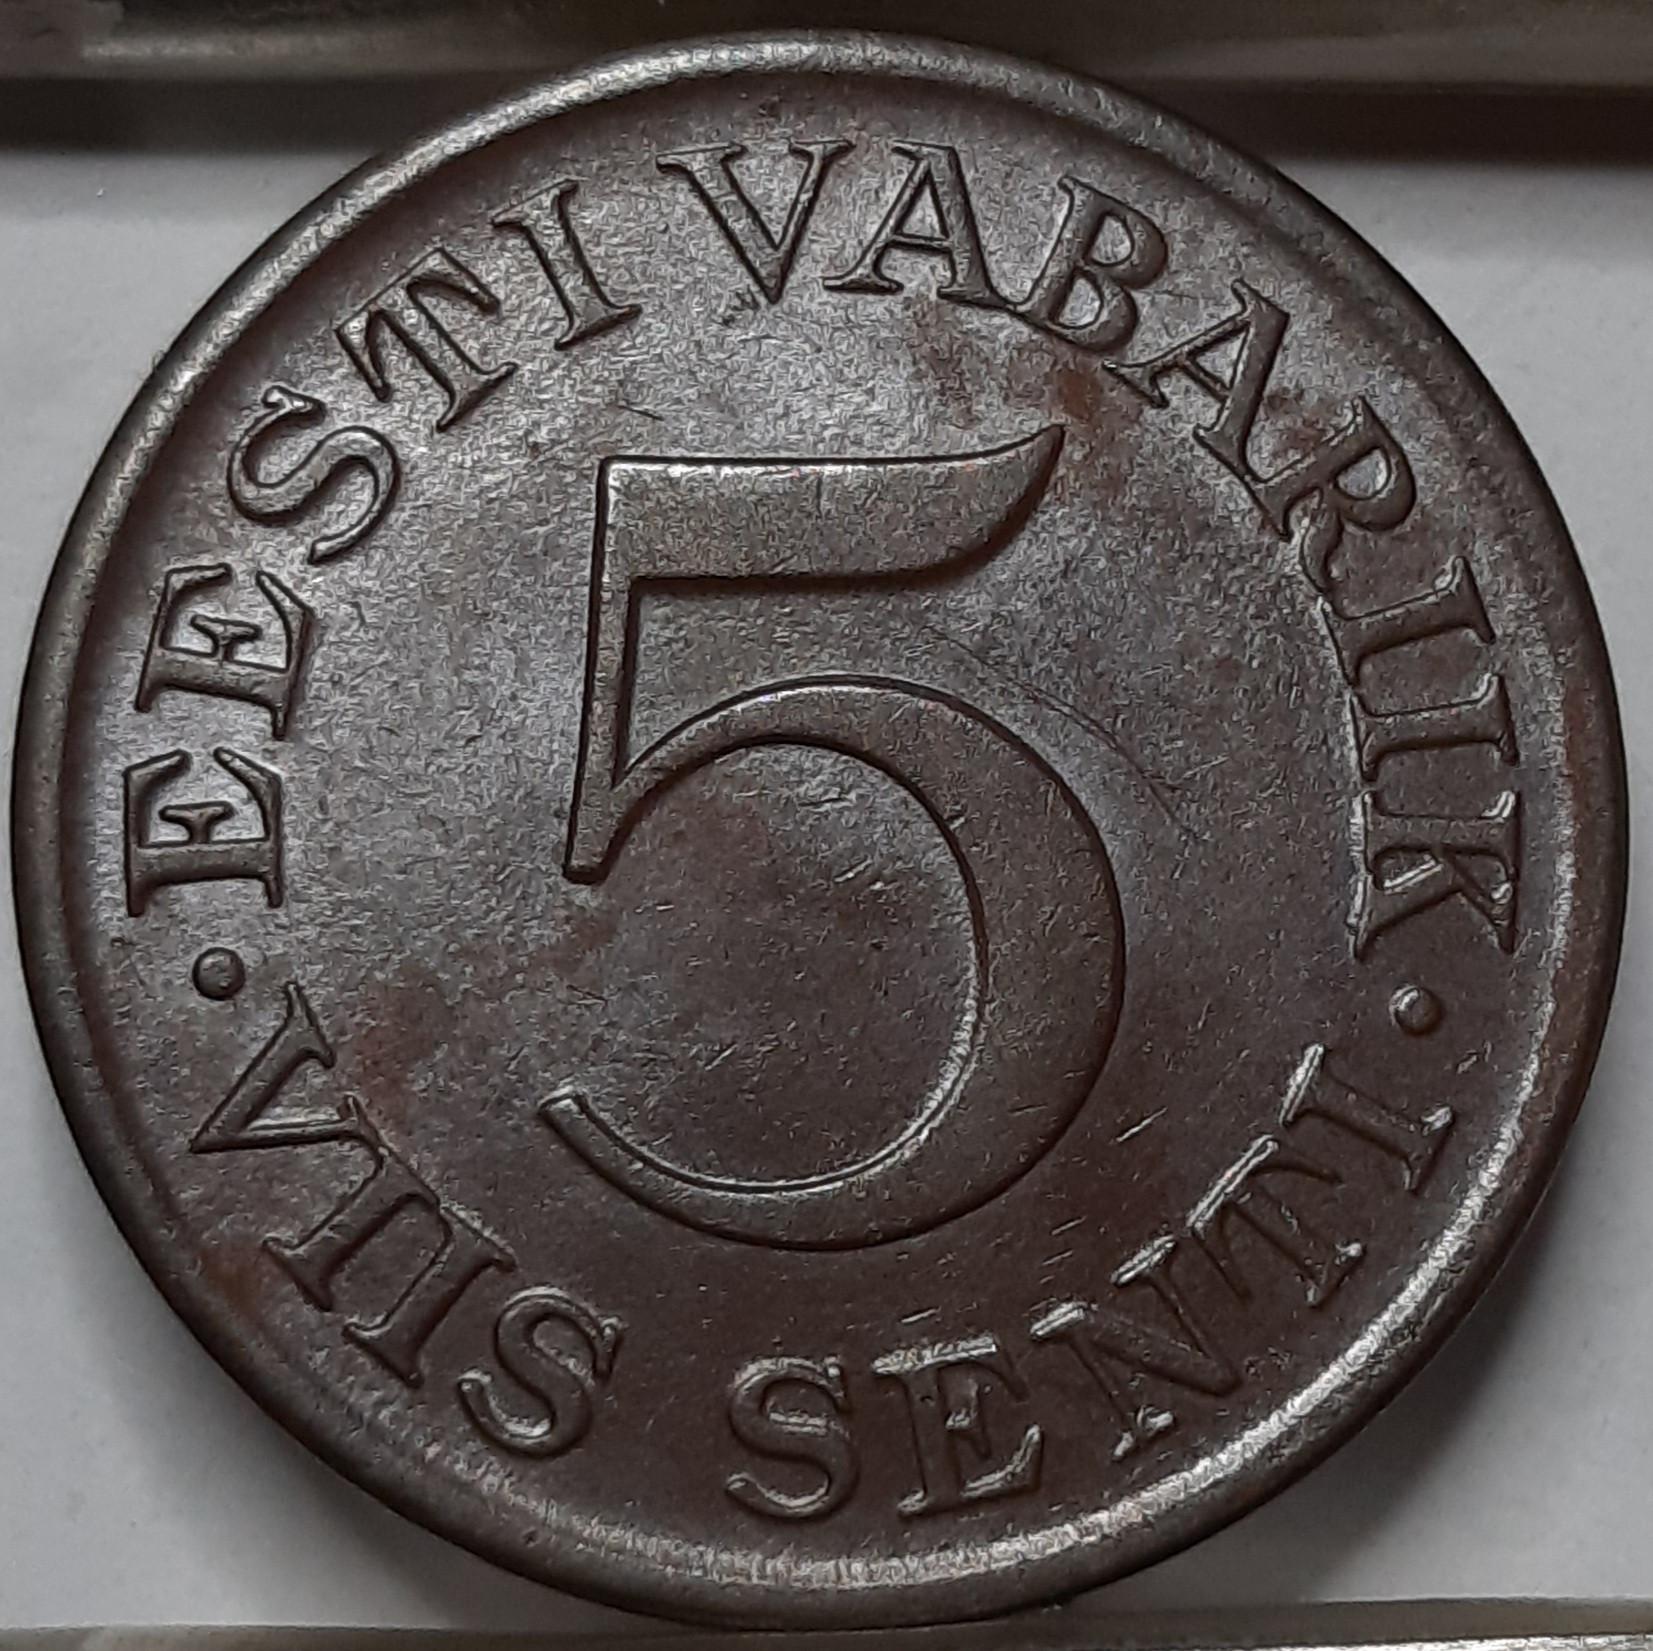 EESTI VABARIIK
5
· VIIS SENTI ·